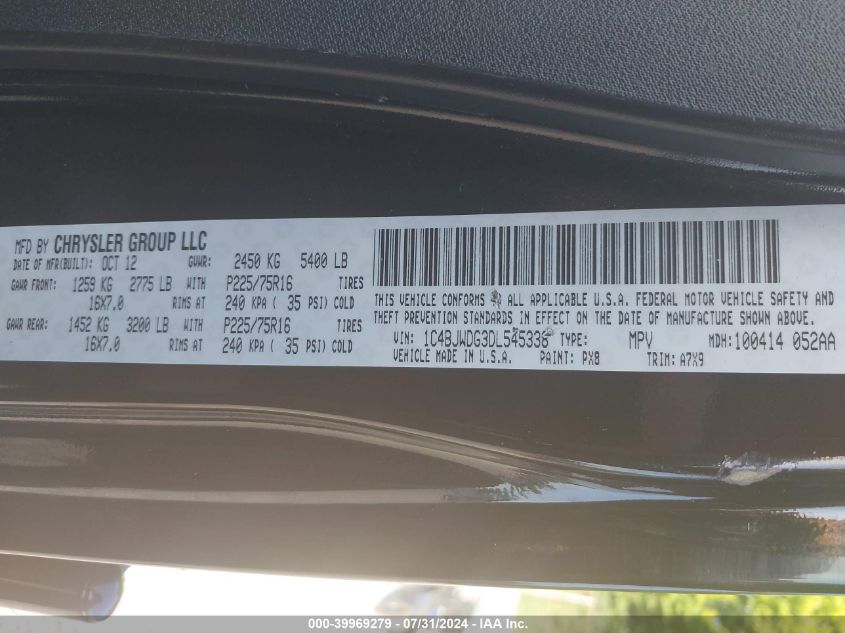 MFD BY CHRYSLER GROUP LLC
DATE OF MFR(BUILT): OCT 12 GVWR: 2450 KG 5400 LB
GAWR FRONT: 1259 KG 2775 LB WITH P225/75R16 TIRES
16X7.0 RIMS AT 240 KPA ( 35 PSI) COLD
GAWR REAR: 1452 KG 3200 LB WITH P225/75R16 TIRES
16X7.0 RIMS AT 240 KPA ( 35 PSI) COLD
THIS VEHICLE CONFORMS ALL APPLICABLE U.S.A. FEDERAL MOTOR VEHICLE SAFETY AND
THEFT PREVENTION STANDARDS IN EFFECT ON THE DATE OF MANUFACTURE SHOWN ABOVE.
VIN: 1C4BJWDG3DL545336 TYPE: MPV MDH: 100414 052AA
VEHICLE MADE IN U.S.A. PAINT: PX8 TRIM: A7X9
000-39969279 - 07/31/2024 - IAA Inc.